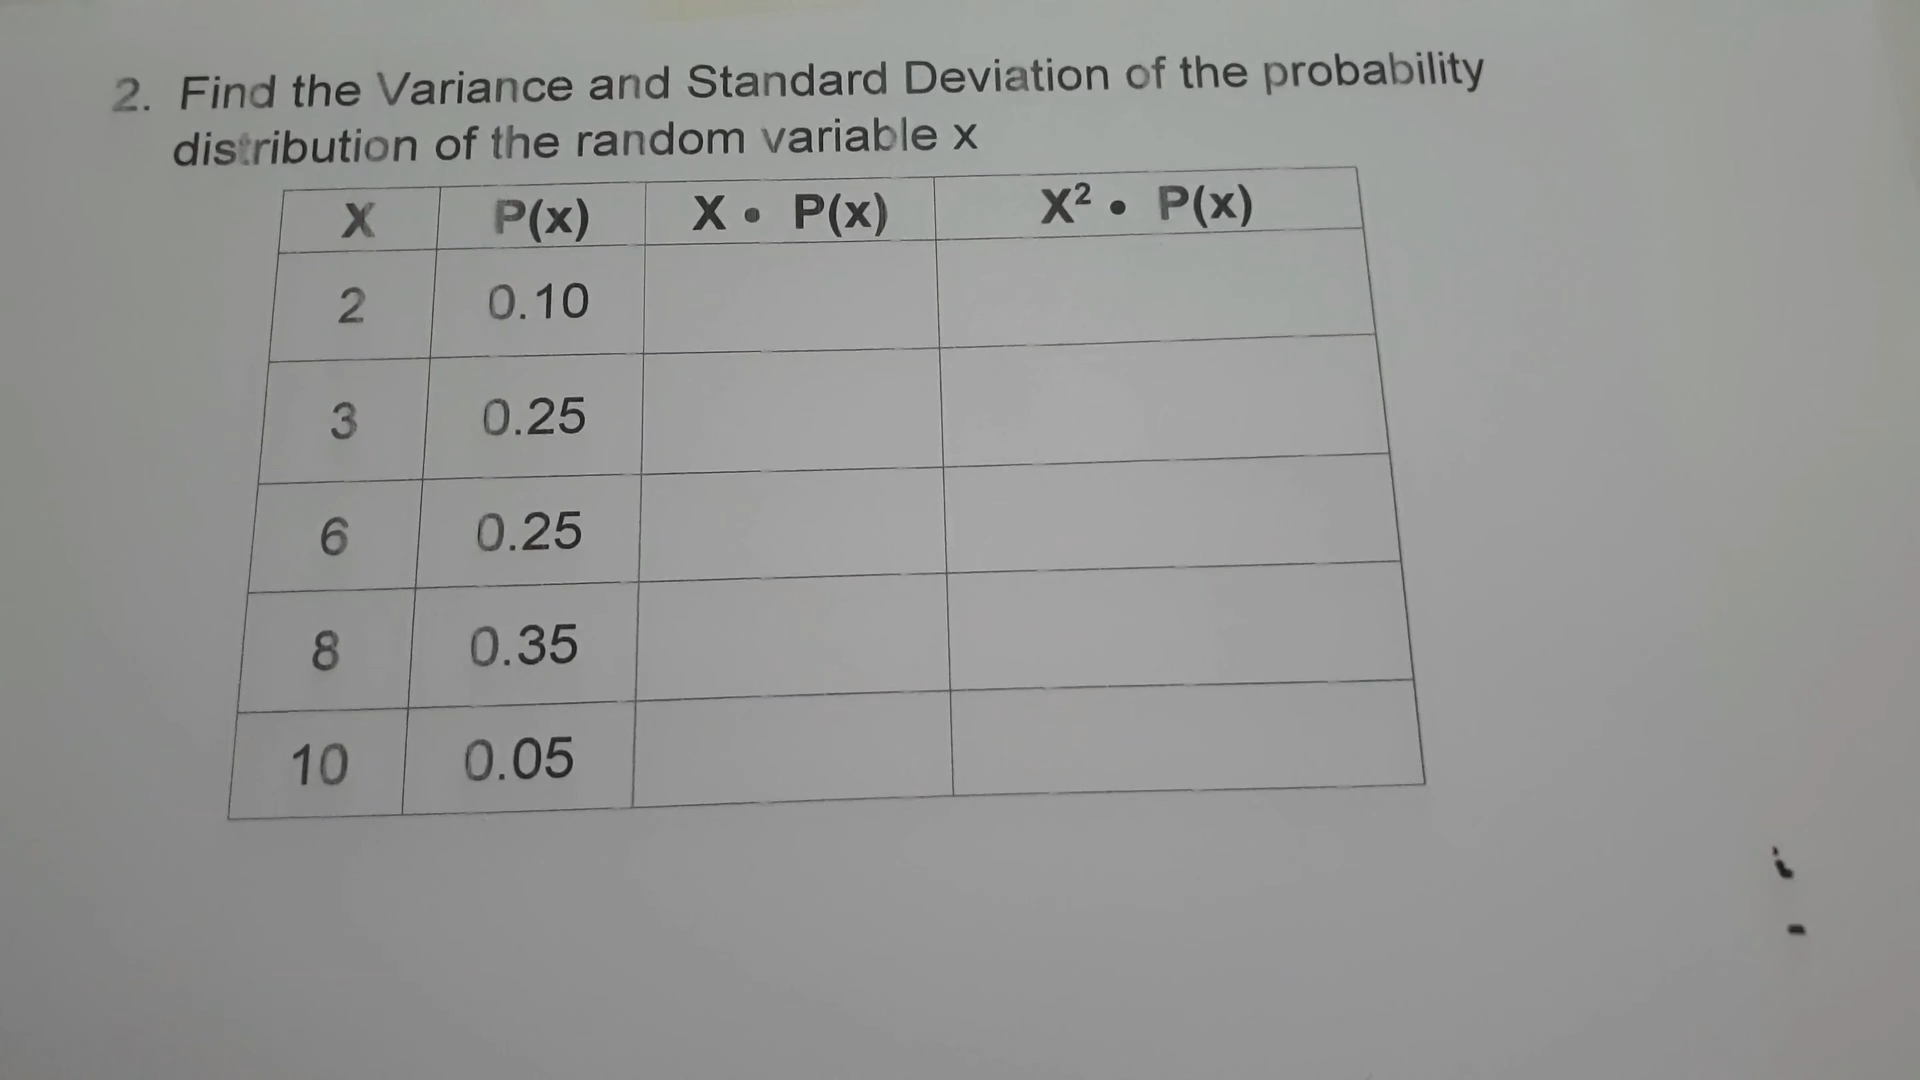 2. Find the Variance and Standard Deviation of the probability
distribution of the random variable x
X P(x) X • P(x) X² • P(x)
2 0.10
3 0.25
6 0.25
8 0.35
10 0.05